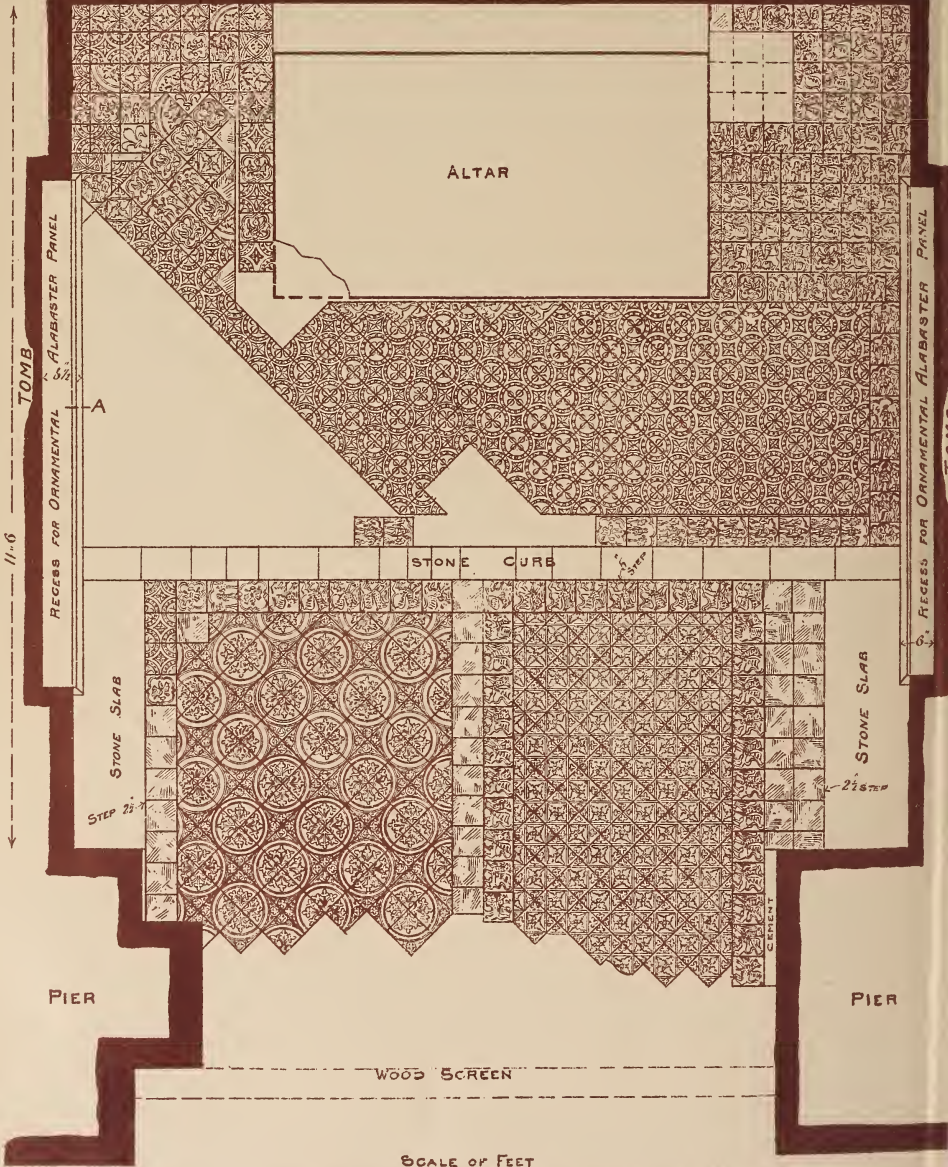 ALTAR
TOMB
RECESS FOR ORNAMENTAL ALABASTER PANEL
A
11-6
RECESS FOR ORNAMENTAL ALABASTER PANEL
6"
STONE CURB
5" STEP
STONE SLAB
STEP 2½"
STONE SLAB
2½" STEP
CEMENT
PIER
PIER
WOOD SCREEN
SCALE OF FEET